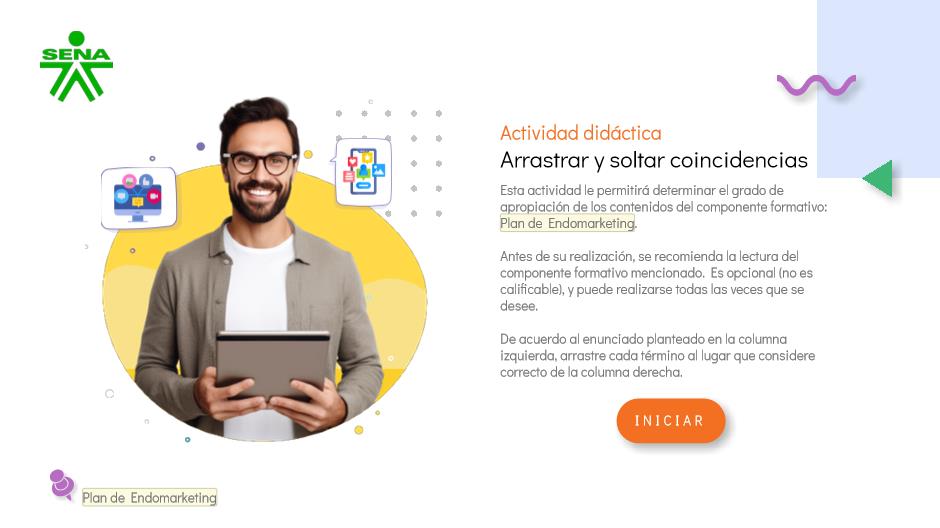 SENA
Actividad didáctica
Arrastrar y soltar coincidencias
Esta actividad le permitirá determinar el grado de
apropiación de los contenidos del componente formativo:
Plan de Endomarketing.
Antes de su realización, se recomienda la lectura del
componente formativo mencionado. Es opcional (no es
calificable), y puede realizarse todas las veces que se
desee.
De acuerdo al enunciado planteado en la columna
izquierda, arrastre cada término al lugar que considere
correcto de la columna derecha.
INICIAR
Plan de Endomarketing